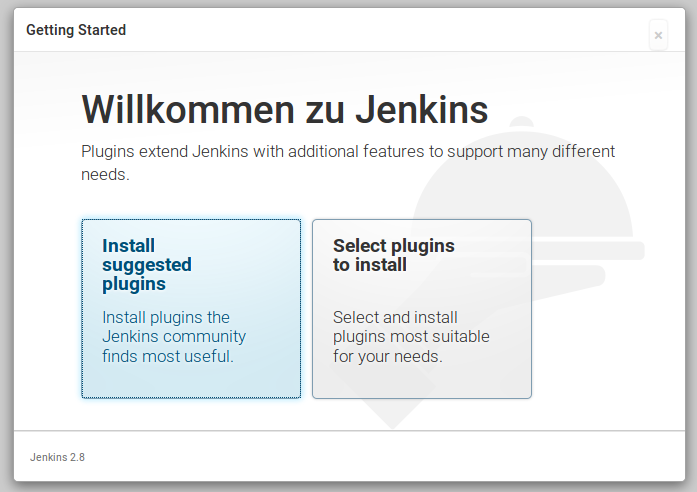 Getting Started
×
Willkommen zu Jenkins
Plugins extend Jenkins with additional features to support many different
needs.
Install
suggested
plugins
Install plugins the
Jenkins community
finds most useful.
Select plugins
to install
Select and install
plugins most suitable
for your needs.
Jenkins 2.8